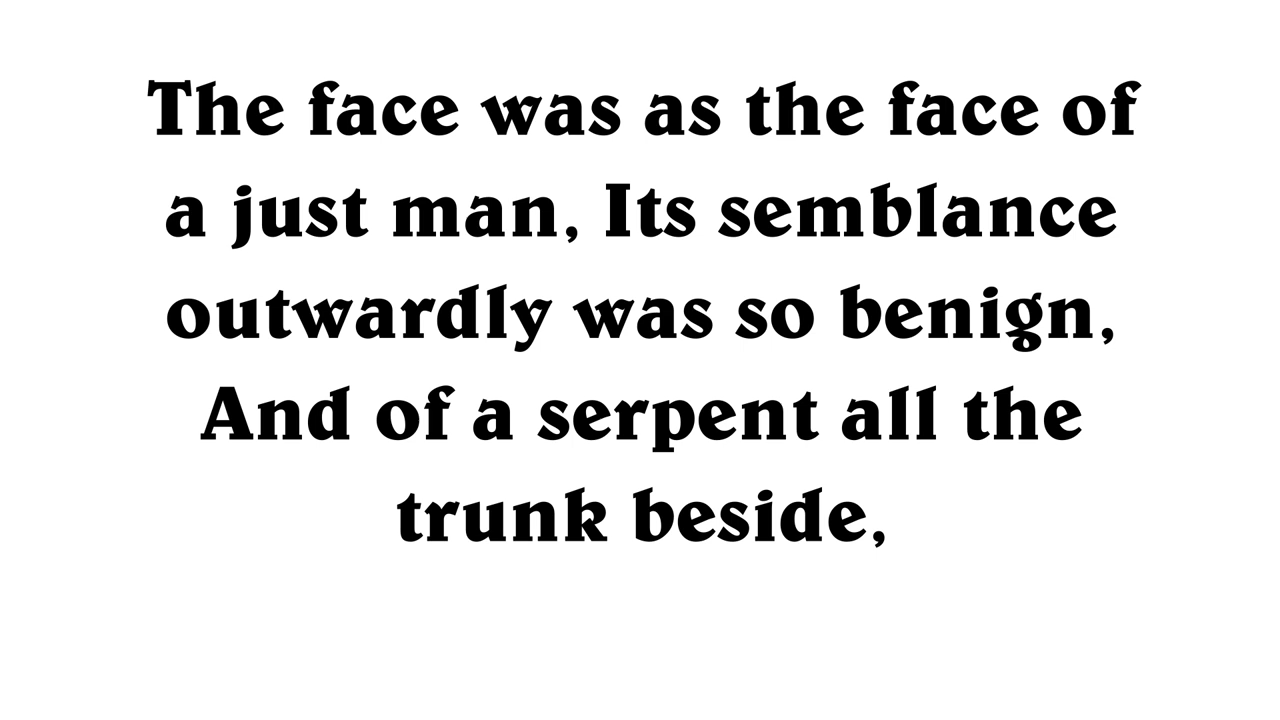 The face was as the face of
a just man, Its semblance
outwardly was so benign,
And of a serpent all the
trunk beside,